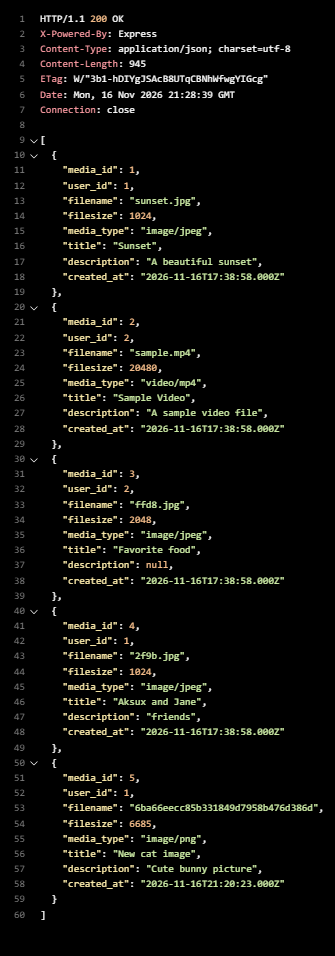 1 HTTP/1.1 200 OK
2 X-Powered-By: Express
3 Content-Type: application/json; charset=utf-8
4 Content-Length: 945
5 ETag: W/"3b1-hDIYgJSAcB8UTqCBNhWfwgYIGcg"
6 Date: Mon, 16 Nov 2026 21:28:39 GMT
7 Connection: close
8
9 [
10 {
11 "media_id": 1,
12 "user_id": 1,
13 "filename": "sunset.jpg",
14 "filesize": 1024,
15 "media_type": "image/jpeg",
16 "title": "Sunset",
17 "description": "A beautiful sunset",
18 "created_at": "2026-11-16T17:38:58.000Z"
19 },
20 {
21 "media_id": 2,
22 "user_id": 2,
23 "filename": "sample.mp4",
24 "filesize": 20480,
25 "media_type": "video/mp4",
26 "title": "Sample Video",
27 "description": "A sample video file",
28 "created_at": "2026-11-16T17:38:58.000Z"
29 },
30 {
31 "media_id": 3,
32 "user_id": 2,
33 "filename": "ffd8.jpg",
34 "filesize": 2048,
35 "media_type": "image/jpeg",
36 "title": "Favorite food",
37 "description": null,
38 "created_at": "2026-11-16T17:38:58.000Z"
39 },
40 {
41 "media_id": 4,
42 "user_id": 1,
43 "filename": "2f9b.jpg",
44 "filesize": 1024,
45 "media_type": "image/jpeg",
46 "title": "Aksux and Jane",
47 "description": "friends",
48 "created_at": "2026-11-16T17:38:58.000Z"
49 },
50 {
51 "media_id": 5,
52 "user_id": 1,
53 "filename": "6ba66eecc85b331849d7958b476d386d",
54 "filesize": 6685,
55 "media_type": "image/png",
56 "title": "New cat image",
57 "description": "Cute bunny picture",
58 "created_at": "2026-11-16T21:20:23.000Z"
59 }
60 ]